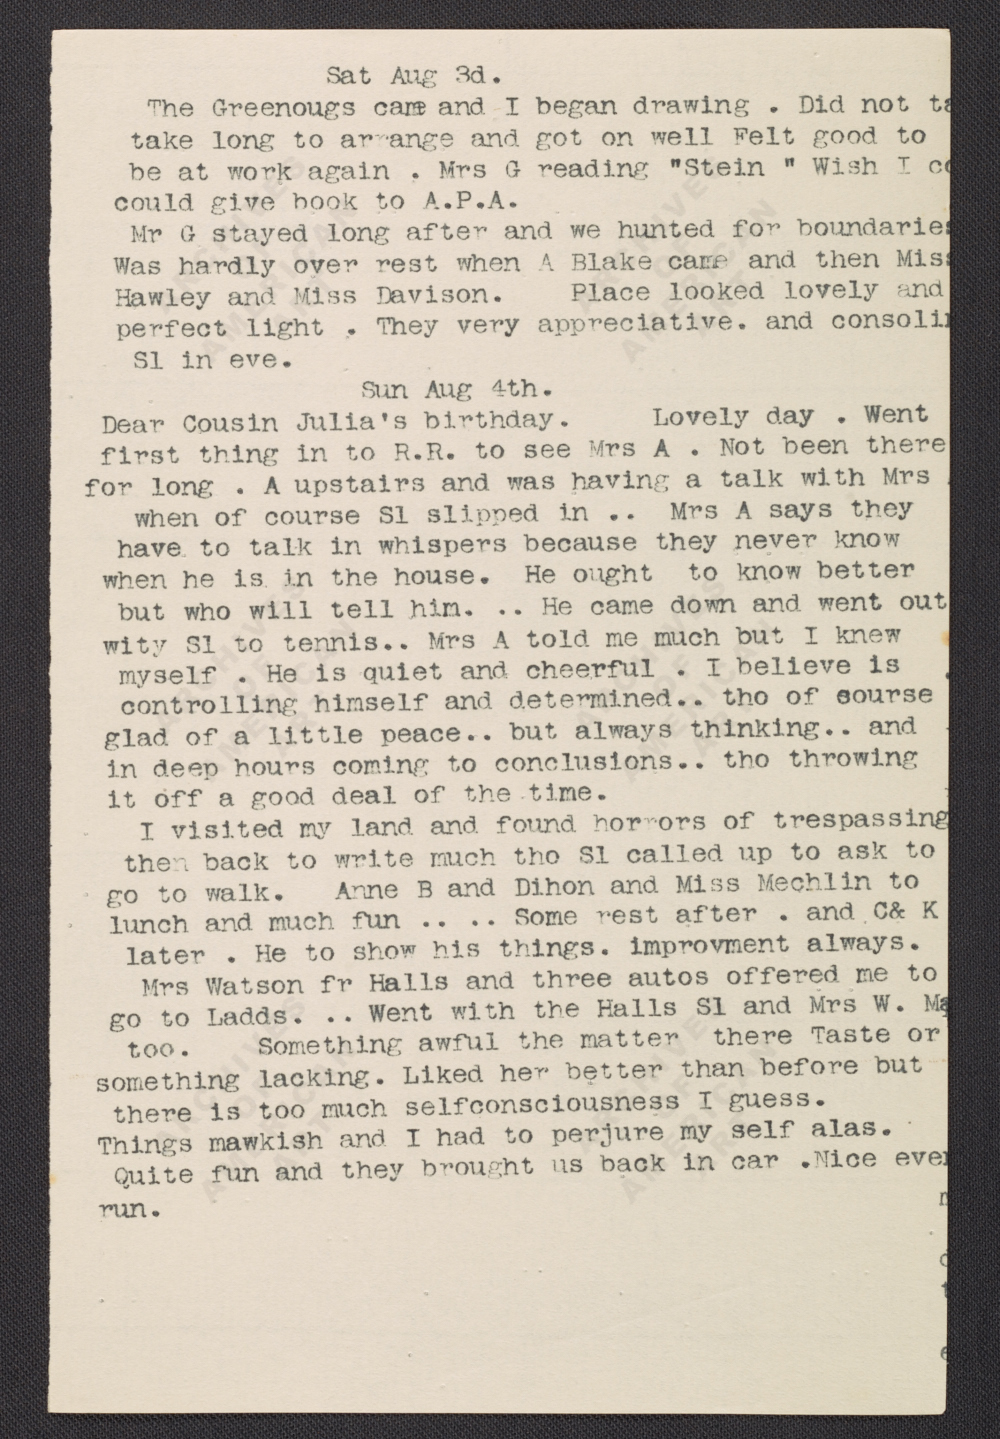 Sat Aug 3d.
The Greenougs came and I began drawing . Did not ta
take long to arrange and got on well Felt good to
be at work again . Mrs G reading "Stein " Wish I co
could give book to A.P.A.
Mr G stayed long after and we hunted for boundaries
Was hardly over rest when A Blake came and then Miss
Hawley and Miss Davison. Place looked lovely and
perfect light . They very appreciative. and consolin
Sl in eve.
Sun Aug 4th.
Dear Cousin Julia's birthday. Lovely day . Went
first thing in to R.R. to see Mrs A . Not been there
for long . A upstairs and was having a talk with Mrs
when of course Sl slipped in .. Mrs A says they
have to talk in whispers because they never know
when he is in the house. He ought to know better
but who will tell him. .. He came down and went out
wity Sl to tennis.. Mrs A told me much but I knew
myself . He is quiet and cheerful . I believe is
controlling himself and determined.. tho of course
glad of a little peace.. but always thinking.. and
in deep hours coming to conclusions.. tho throwing
it off a good deal of the time.
I visited my land and found horrors of trespassing
then back to write much tho Sl called up to ask to
go to walk. Anne B and Dihon and Miss Mechlin to
lunch and much fun .. .. Some rest after . and C& K
later . He to show his things. improvment always.
Mrs Watson fr Halls and three autos offered me to
go to Ladds. .. Went with the Halls Sl and Mrs W. Ma
too. Something awful the matter there Taste or
something lacking. Liked her better than before but
there is too much selfconsciousness I guess.
Things mawkish and I had to perjure my self alas.
Quite fun and they brought us back in car .Nice even
run.